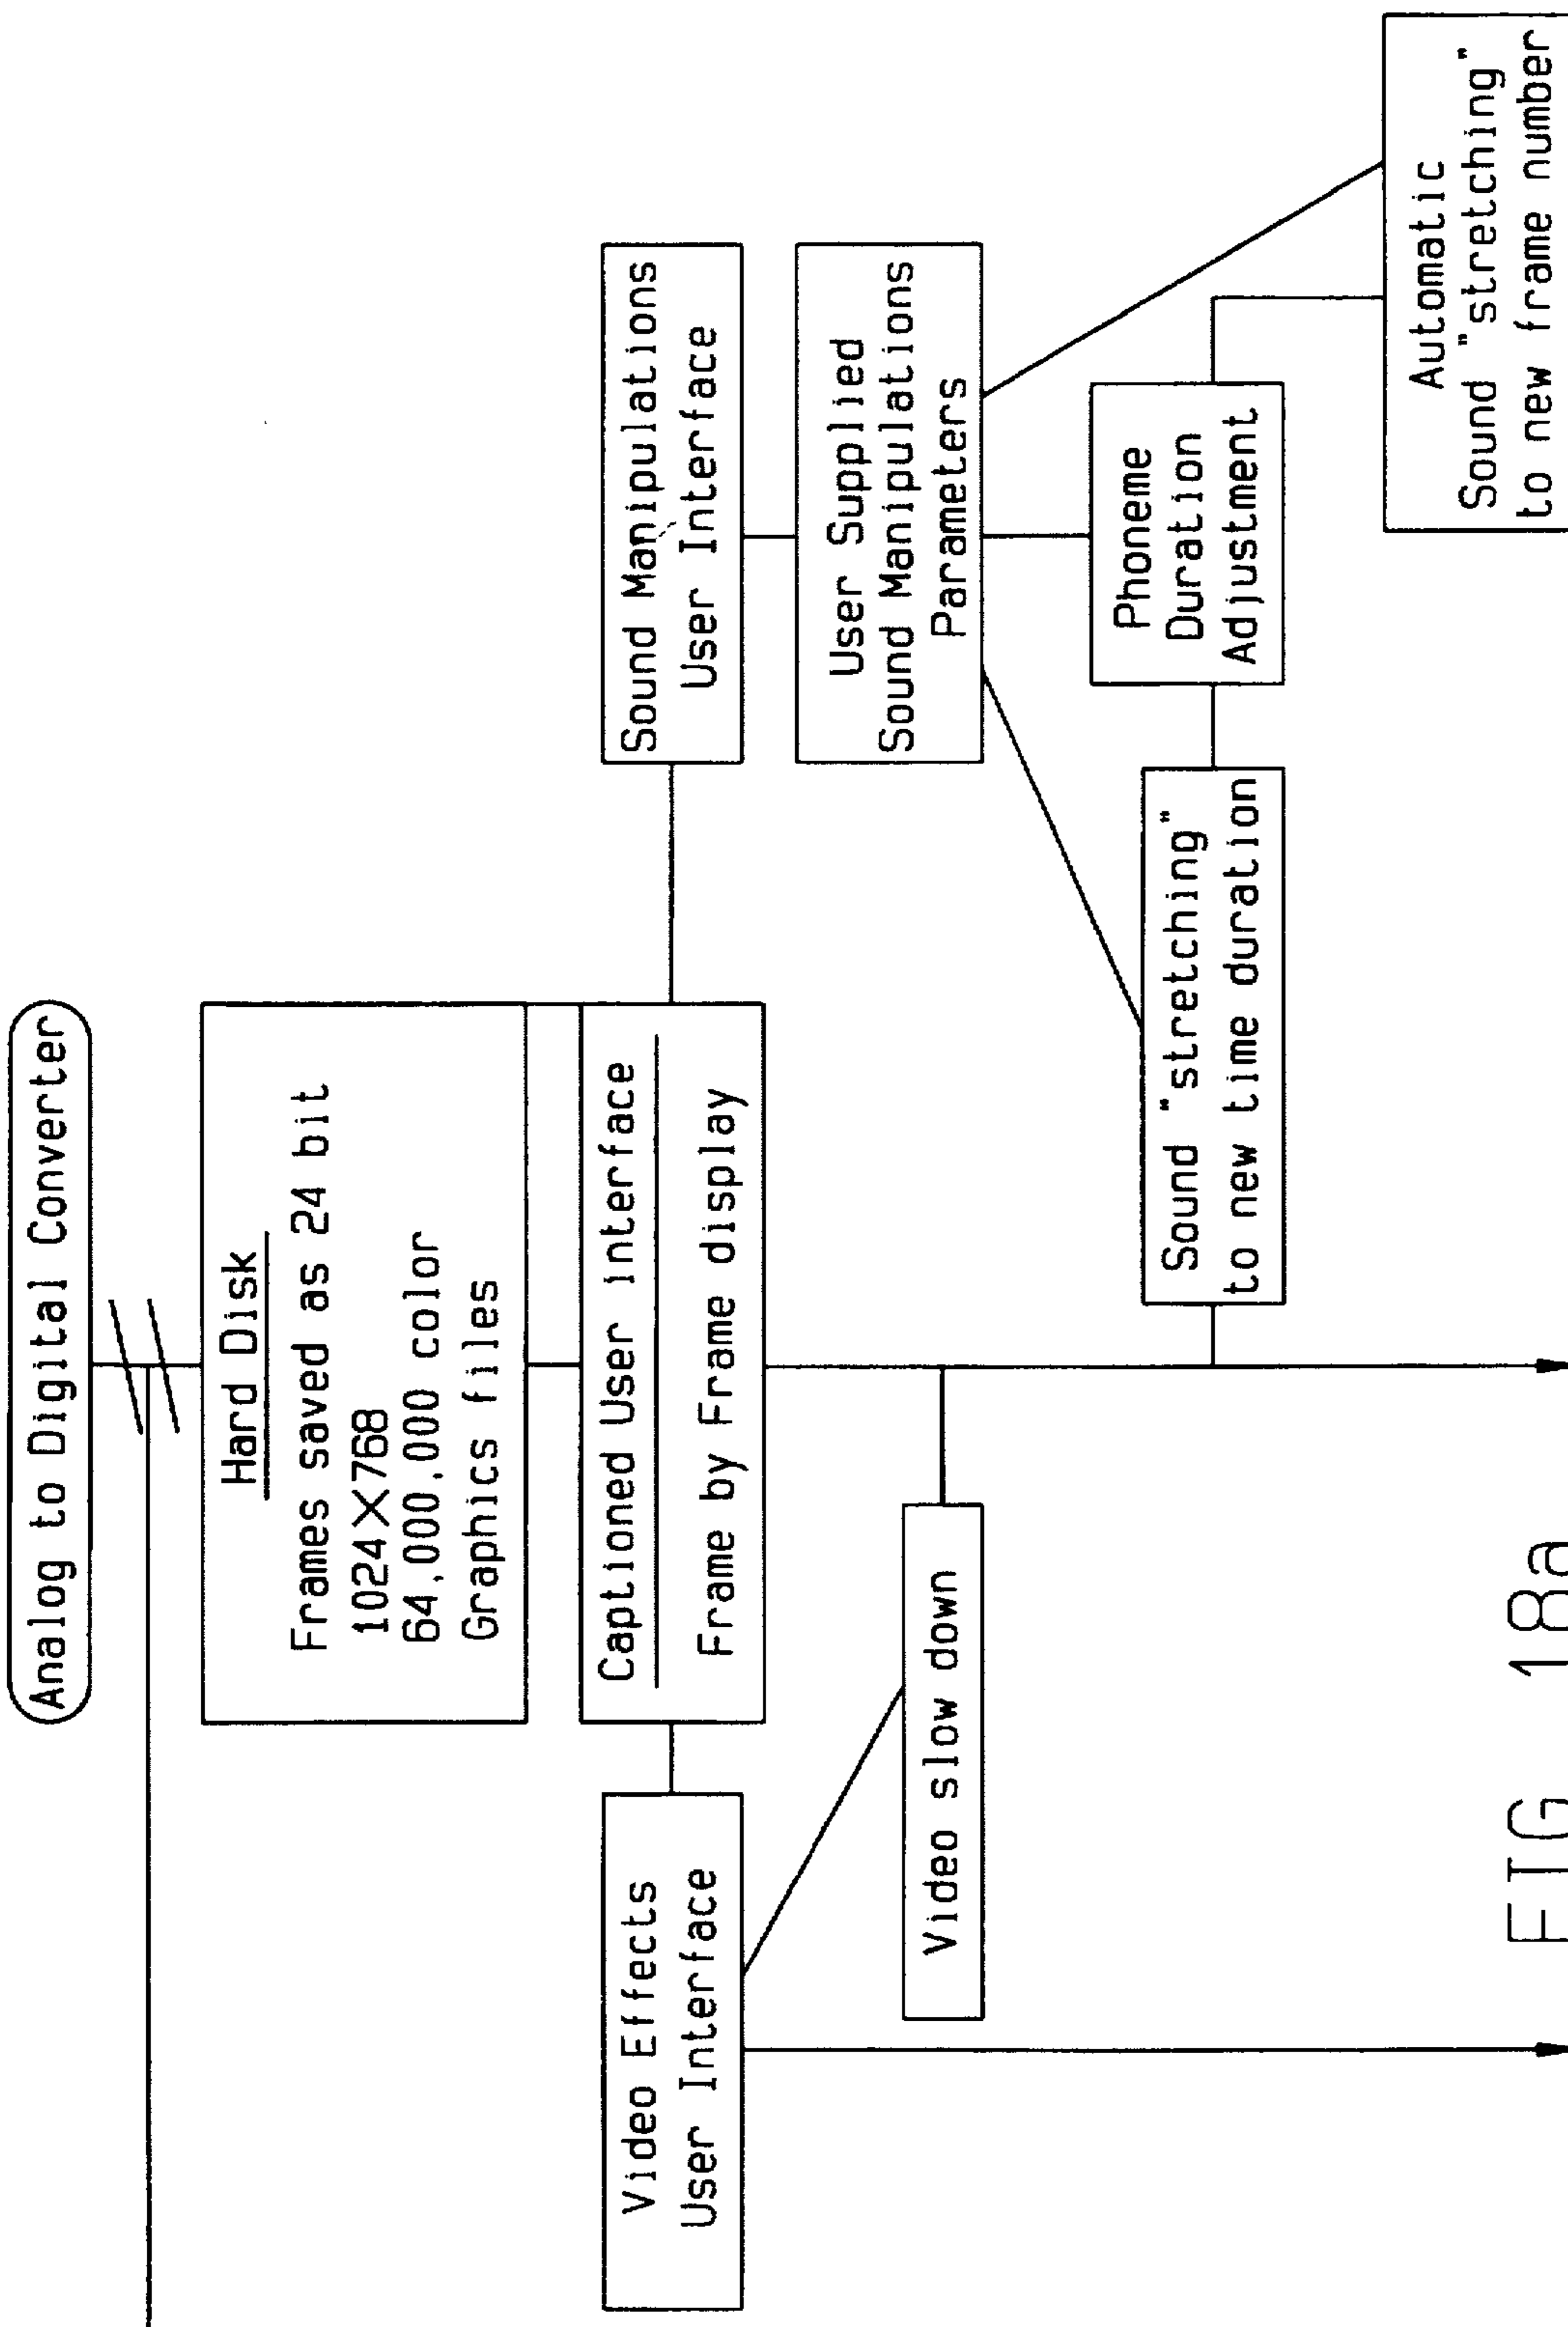 Analog to Digital Converter
Hard Disk
Frames saved as 24 bit
1024X768
64,000,000 color
Graphics files
Captioned User interface
Frame by Frame display
Video Effects
User Interface
Sound Manipulations
User Interface
User Supplied
Sound Manipulations
Parameters
Video slow down
Phoneme
Duration
Adjustment
Sound "stretching"
to new time duration
Automatic
Sound "stretching"
to new frame number
FIG 18a